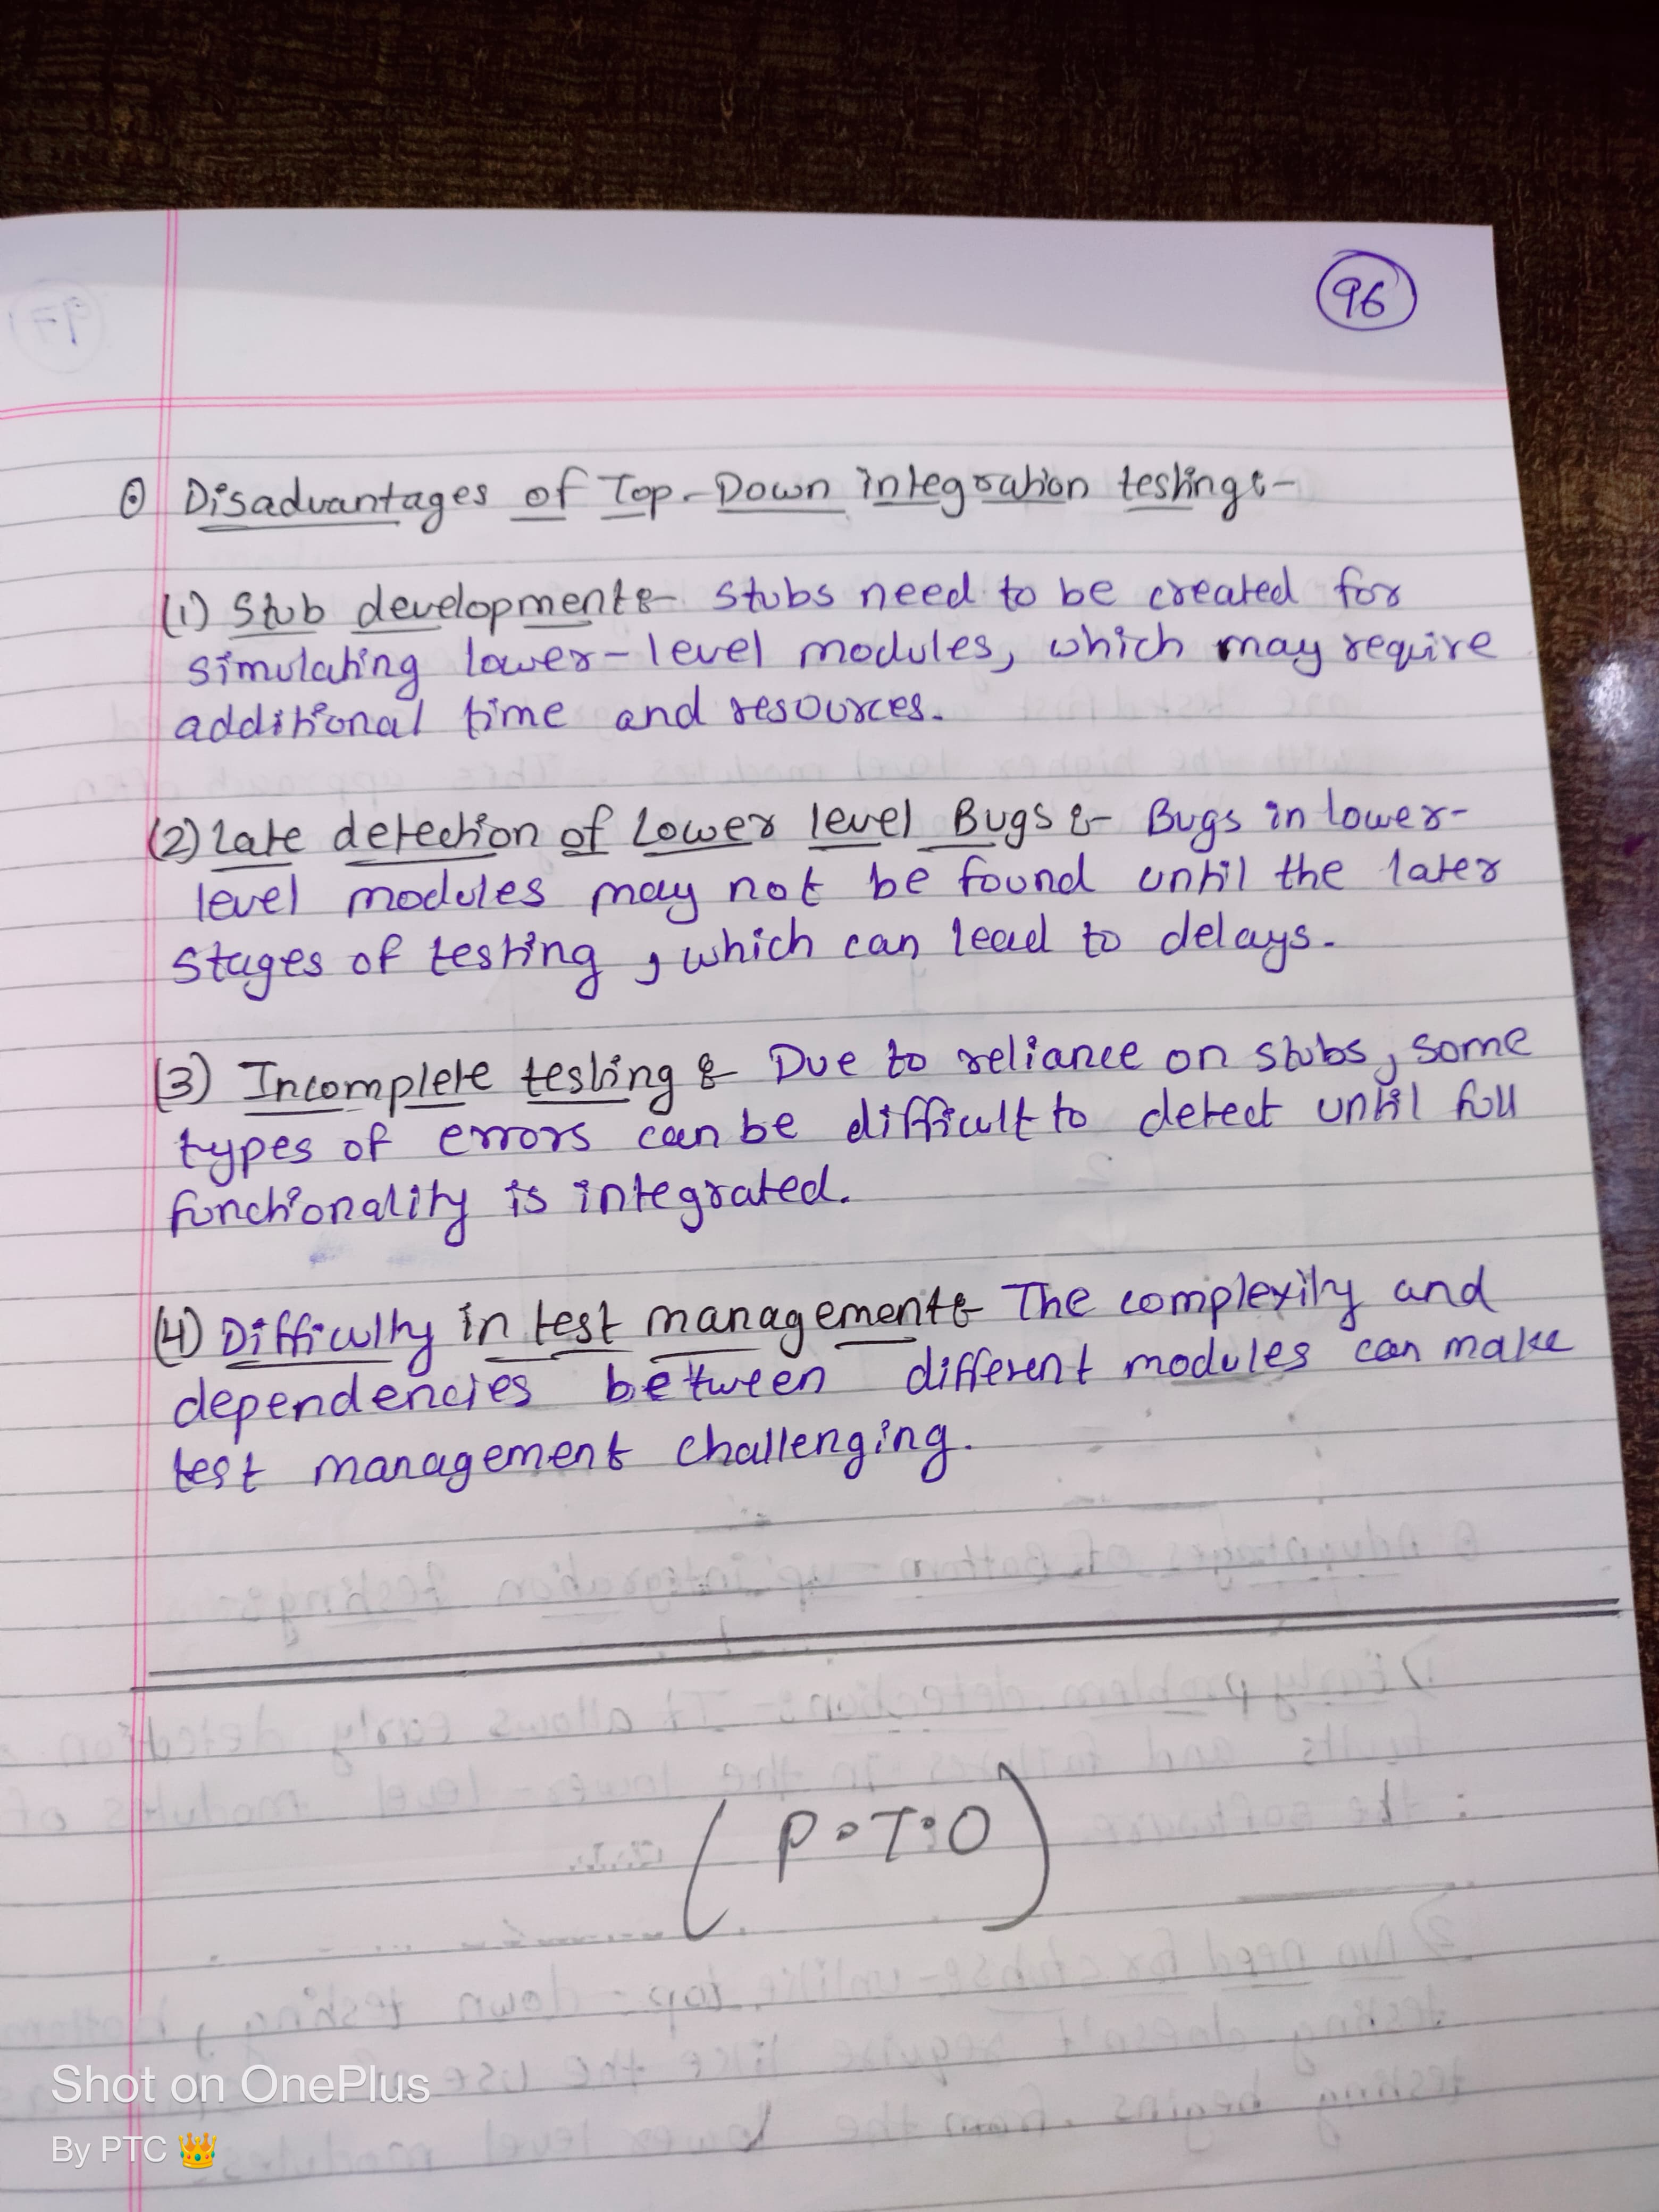 96
Disadvantages of Top-Down integration testing:-
(1) Stub development:- Stubs need to be created for
simulating lower-level modules, which may require
additional time and resources.
(2) Late detection of Lower level Bugs:- Bugs in lower-
level modules may not be found until the later
stages of testing, which can lead to delays.
(3) Incomplete testing:- Due to reliance on stubs, some
types of errors can be difficult to detect until full
functionality is integrated.
(4) Difficulty in test management:- The complexity and
dependencies between different modules can make
test management challenging.
(P.T.O)
Shot on OnePlus
By PTC 👑